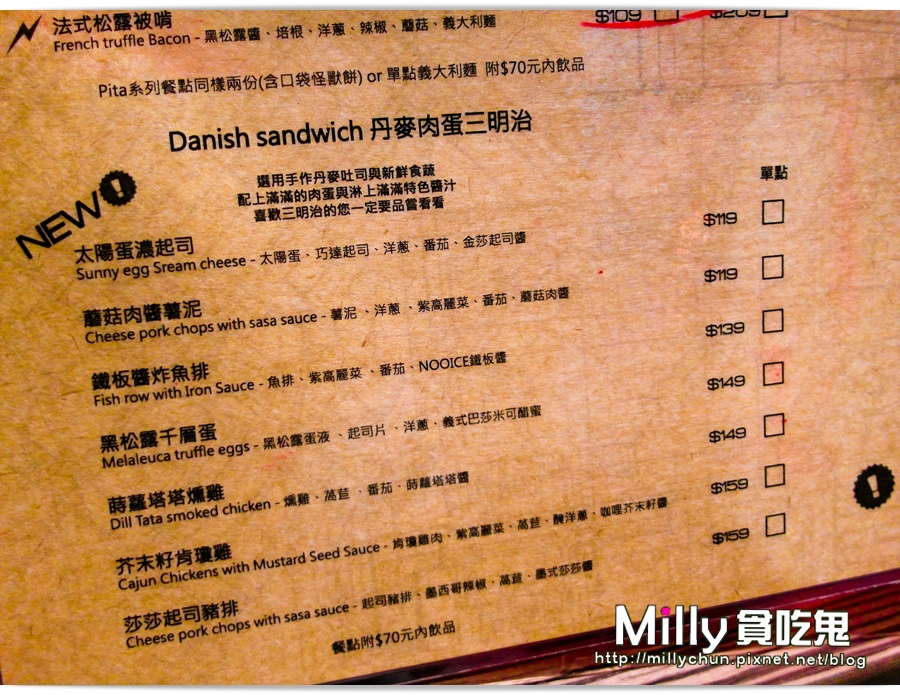 法式松露被啃
French truffle Bacon - 黑松露醬、培根、洋蔥、辣椒、蘑菇、義大利麵
$109 $209
Pita系列餐點同樣兩份(含口袋怪獸餅) or 單點義大利麵 附$70元內飲品
Danish sandwich 丹麥肉蛋三明治
選用手作丹麥吐司與新鮮食蔬
配上滿滿的肉蛋與淋上滿滿特色醬汁
喜歡三明治的您一定要品嘗看看
單點
NEW!
太陽蛋濃起司
Sunny egg Sream cheese - 太陽蛋、巧達起司、洋蔥、番茄、金莎起司醬
$119
蘑菇肉醬薯泥
Cheese pork chops with sasa sauce - 薯泥、洋蔥、紫高麗菜、番茄、蘑菇肉醬
$119
鐵板醬炸魚排
Fish row with Iron Sauce - 魚排、紫高麗菜、番茄、NOOICE鐵板醬
$139
黑松露千層蛋
Melaleuca truffle eggs - 黑松露蛋液、起司片、洋蔥、義式巴莎米可醋蜜
$149
蒔蘿塔塔燻雞
Dill Tata smoked chicken - 燻雞、萵苣、番茄、蒔蘿塔塔醬
$149
芥末籽肯瓊雞
Cajun Chickens with Mustard Seed Sauce - 肯瓊雞肉、紫高麗菜、萵苣、醃洋蔥、咖哩芥末籽醬
$159
莎莎起司豬排
Cheese pork chops with sasa sauce - 起司豬排、墨西哥辣椒、萵苣、墨式莎莎醬
$159
餐點附$70元內飲品
!
Milly 貪吃鬼
http://millychun.pixnet.net/blog